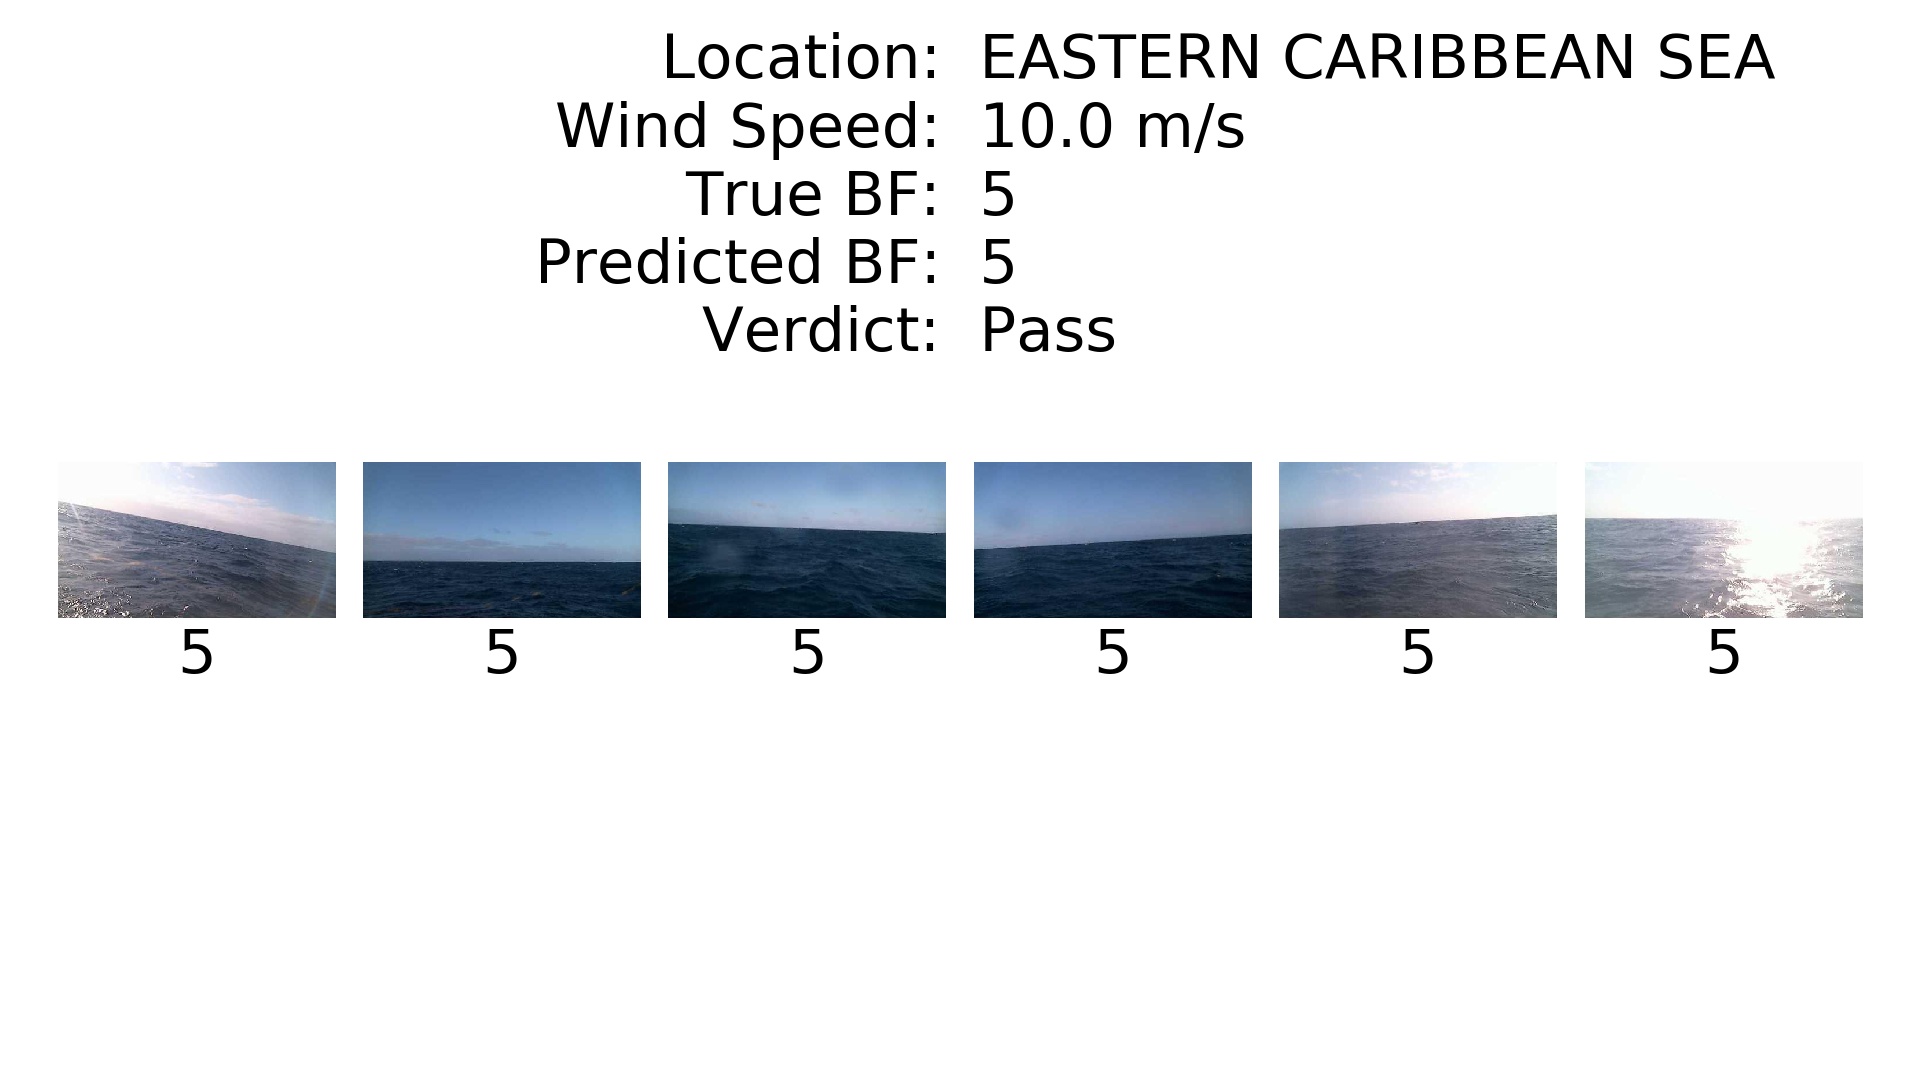 Location: EASTERN CARIBBEAN SEA
Wind Speed: 10.0 m/s
True BF: 5
Predicted BF: 5
Verdict: Pass
5 5 5 5 5 5